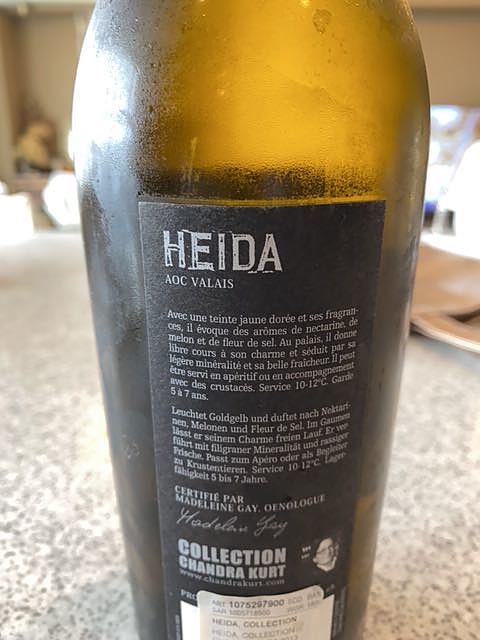 HEIDA
AOC VALAIS
Avec une teinte jaune dorée et ses fragran-
ces, il évoque des arômes de nectarine, de
melon et de fleur de sel. Au palais, il donne
libre cours à son charme et séduit par sa
légère minéralité et sa belle fraîcheur. Il peut
être servi en apéritif ou en accompagnement
avec des crustacés. Service 10-12°C. Garde
5 à 7 ans.
Leuchtet Goldgelb und duftet nach Nektari-
nen, Melonen und Fleur de Sel. Im Gaumen
lässt er seinem Charme freien Lauf. Er ver-
führt mit filigraner Mineralität und rassiger
Frische. Passt zum Apéro oder als Begleiter
zu Krustentieren. Service 10-12°C. Lager-
fähigkeit 5 bis 7 Jahre.
CERTIFIÉ PAR
MADELEINE GAY, OENOLOGUE
Madeleine Gay
COLLECTION
CHANDRA KURT
www.chandrakurt.com
ART 1075297900
HEIDA, COLLECTION
HEIDA, COLLECTION